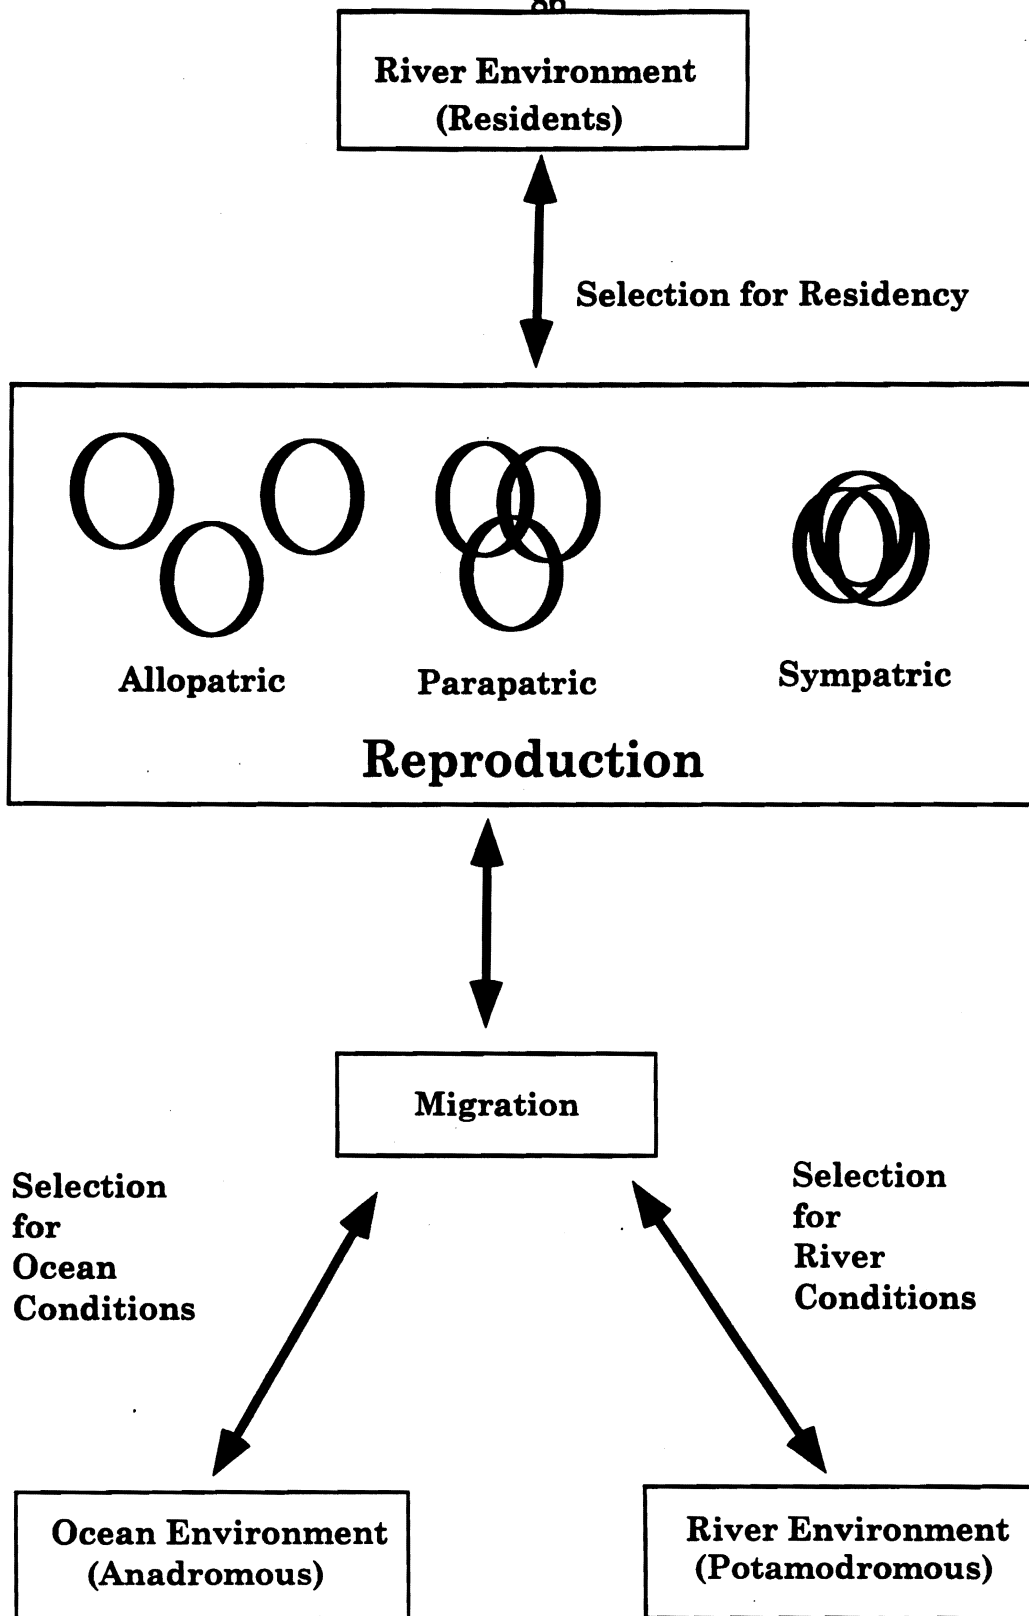 River Environment
(Residents)
Selection for Residency
Allopatric
Parapatric
Sympatric
Reproduction
Migration
Selection
for
Ocean
Conditions
Selection
for
River
Conditions
Ocean Environment
(Anadromous)
River Environment
(Potamodromous)